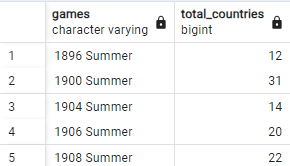 games total_countries
character varying bigint
1 1896 Summer 12
2 1900 Summer 31
3 1904 Summer 14
4 1906 Summer 20
5 1908 Summer 22